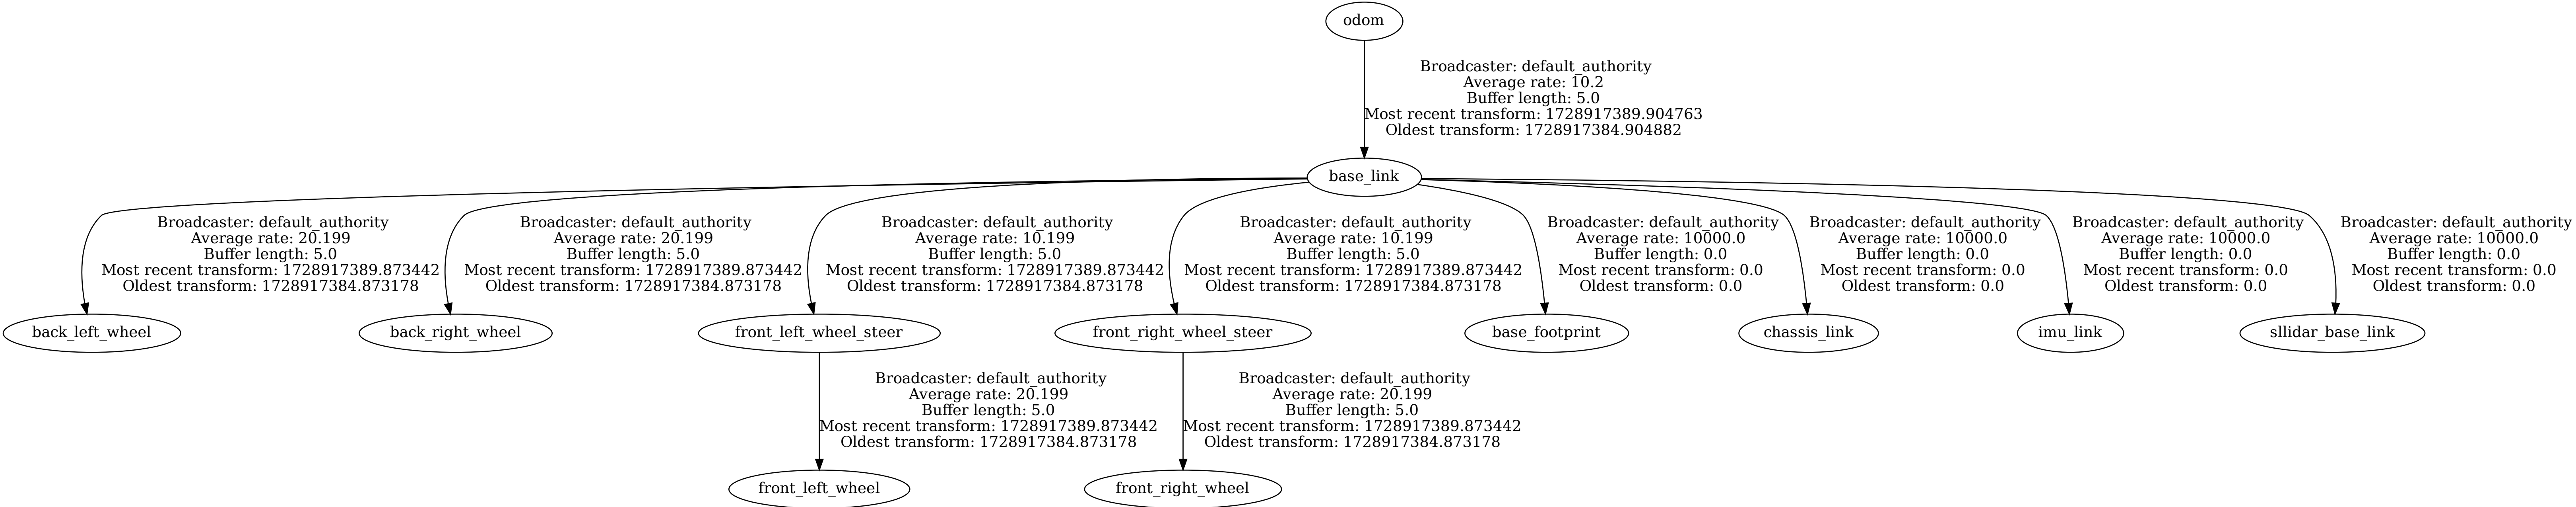 odom
Broadcaster: default_authority
Average rate: 10.2
Buffer length: 5.0
Most recent transform: 1728917389.904763
Oldest transform: 1728917384.904882
base_link
Broadcaster: default_authority
Average rate: 20.199
Buffer length: 5.0
Most recent transform: 1728917389.873442
Oldest transform: 1728917384.873178
Broadcaster: default_authority
Average rate: 20.199
Buffer length: 5.0
Most recent transform: 1728917389.873442
Oldest transform: 1728917384.873178
Broadcaster: default_authority
Average rate: 10.199
Buffer length: 5.0
Most recent transform: 1728917389.873442
Oldest transform: 1728917384.873178
Broadcaster: default_authority
Average rate: 10.199
Buffer length: 5.0
Most recent transform: 1728917389.873442
Oldest transform: 1728917384.873178
Broadcaster: default_authority
Average rate: 10000.0
Buffer length: 0.0
Most recent transform: 0.0
Oldest transform: 0.0
Broadcaster: default_authority
Average rate: 10000.0
Buffer length: 0.0
Most recent transform: 0.0
Oldest transform: 0.0
Broadcaster: default_authority
Average rate: 10000.0
Buffer length: 0.0
Most recent transform: 0.0
Oldest transform: 0.0
Broadcaster: default_authority
Average rate: 10000.0
Buffer length: 0.0
Most recent transform: 0.0
Oldest transform: 0.0
back_left_wheel
back_right_wheel
front_left_wheel_steer
front_right_wheel_steer
base_footprint
chassis_link
imu_link
sllidar_base_link
Broadcaster: default_authority
Average rate: 20.199
Buffer length: 5.0
Most recent transform: 1728917389.873442
Oldest transform: 1728917384.873178
Broadcaster: default_authority
Average rate: 20.199
Buffer length: 5.0
Most recent transform: 1728917389.873442
Oldest transform: 1728917384.873178
front_left_wheel
front_right_wheel